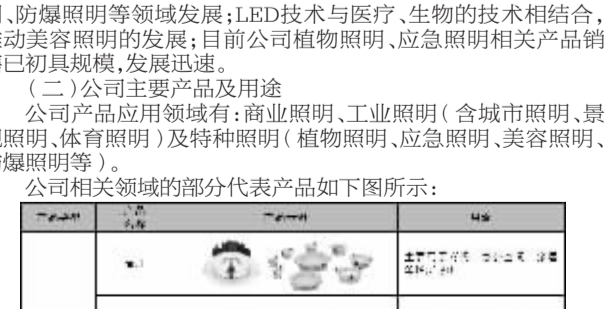 、防爆照明等领域发展;LED技术与医疗、生物的技术相结合,
动美容照明的发展;目前公司植物照明、应急照明相关产品销
已初具规模,发展迅速。
(二)公司主要产品及用途
公司产品应用领域有:商业照明、工业照明(含城市照明、景
照明、体育照明)及特种照明(植物照明、应急照明、美容照明、
爆照明等)。
公司相关领域的部分代表产品如下图所示: